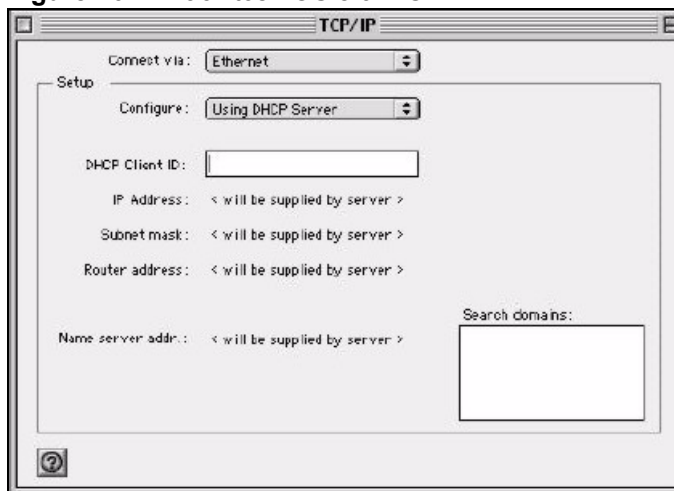 TCP/IP
Connect via: Ethernet
Setup
Configure: Using DHCP Server
DHCP Client ID:
IP Address: < will be supplied by server >
Subnet mask: < will be supplied by server >
Router address: < will be supplied by server >
Search domains:
Name server addr.: < will be supplied by server >
?